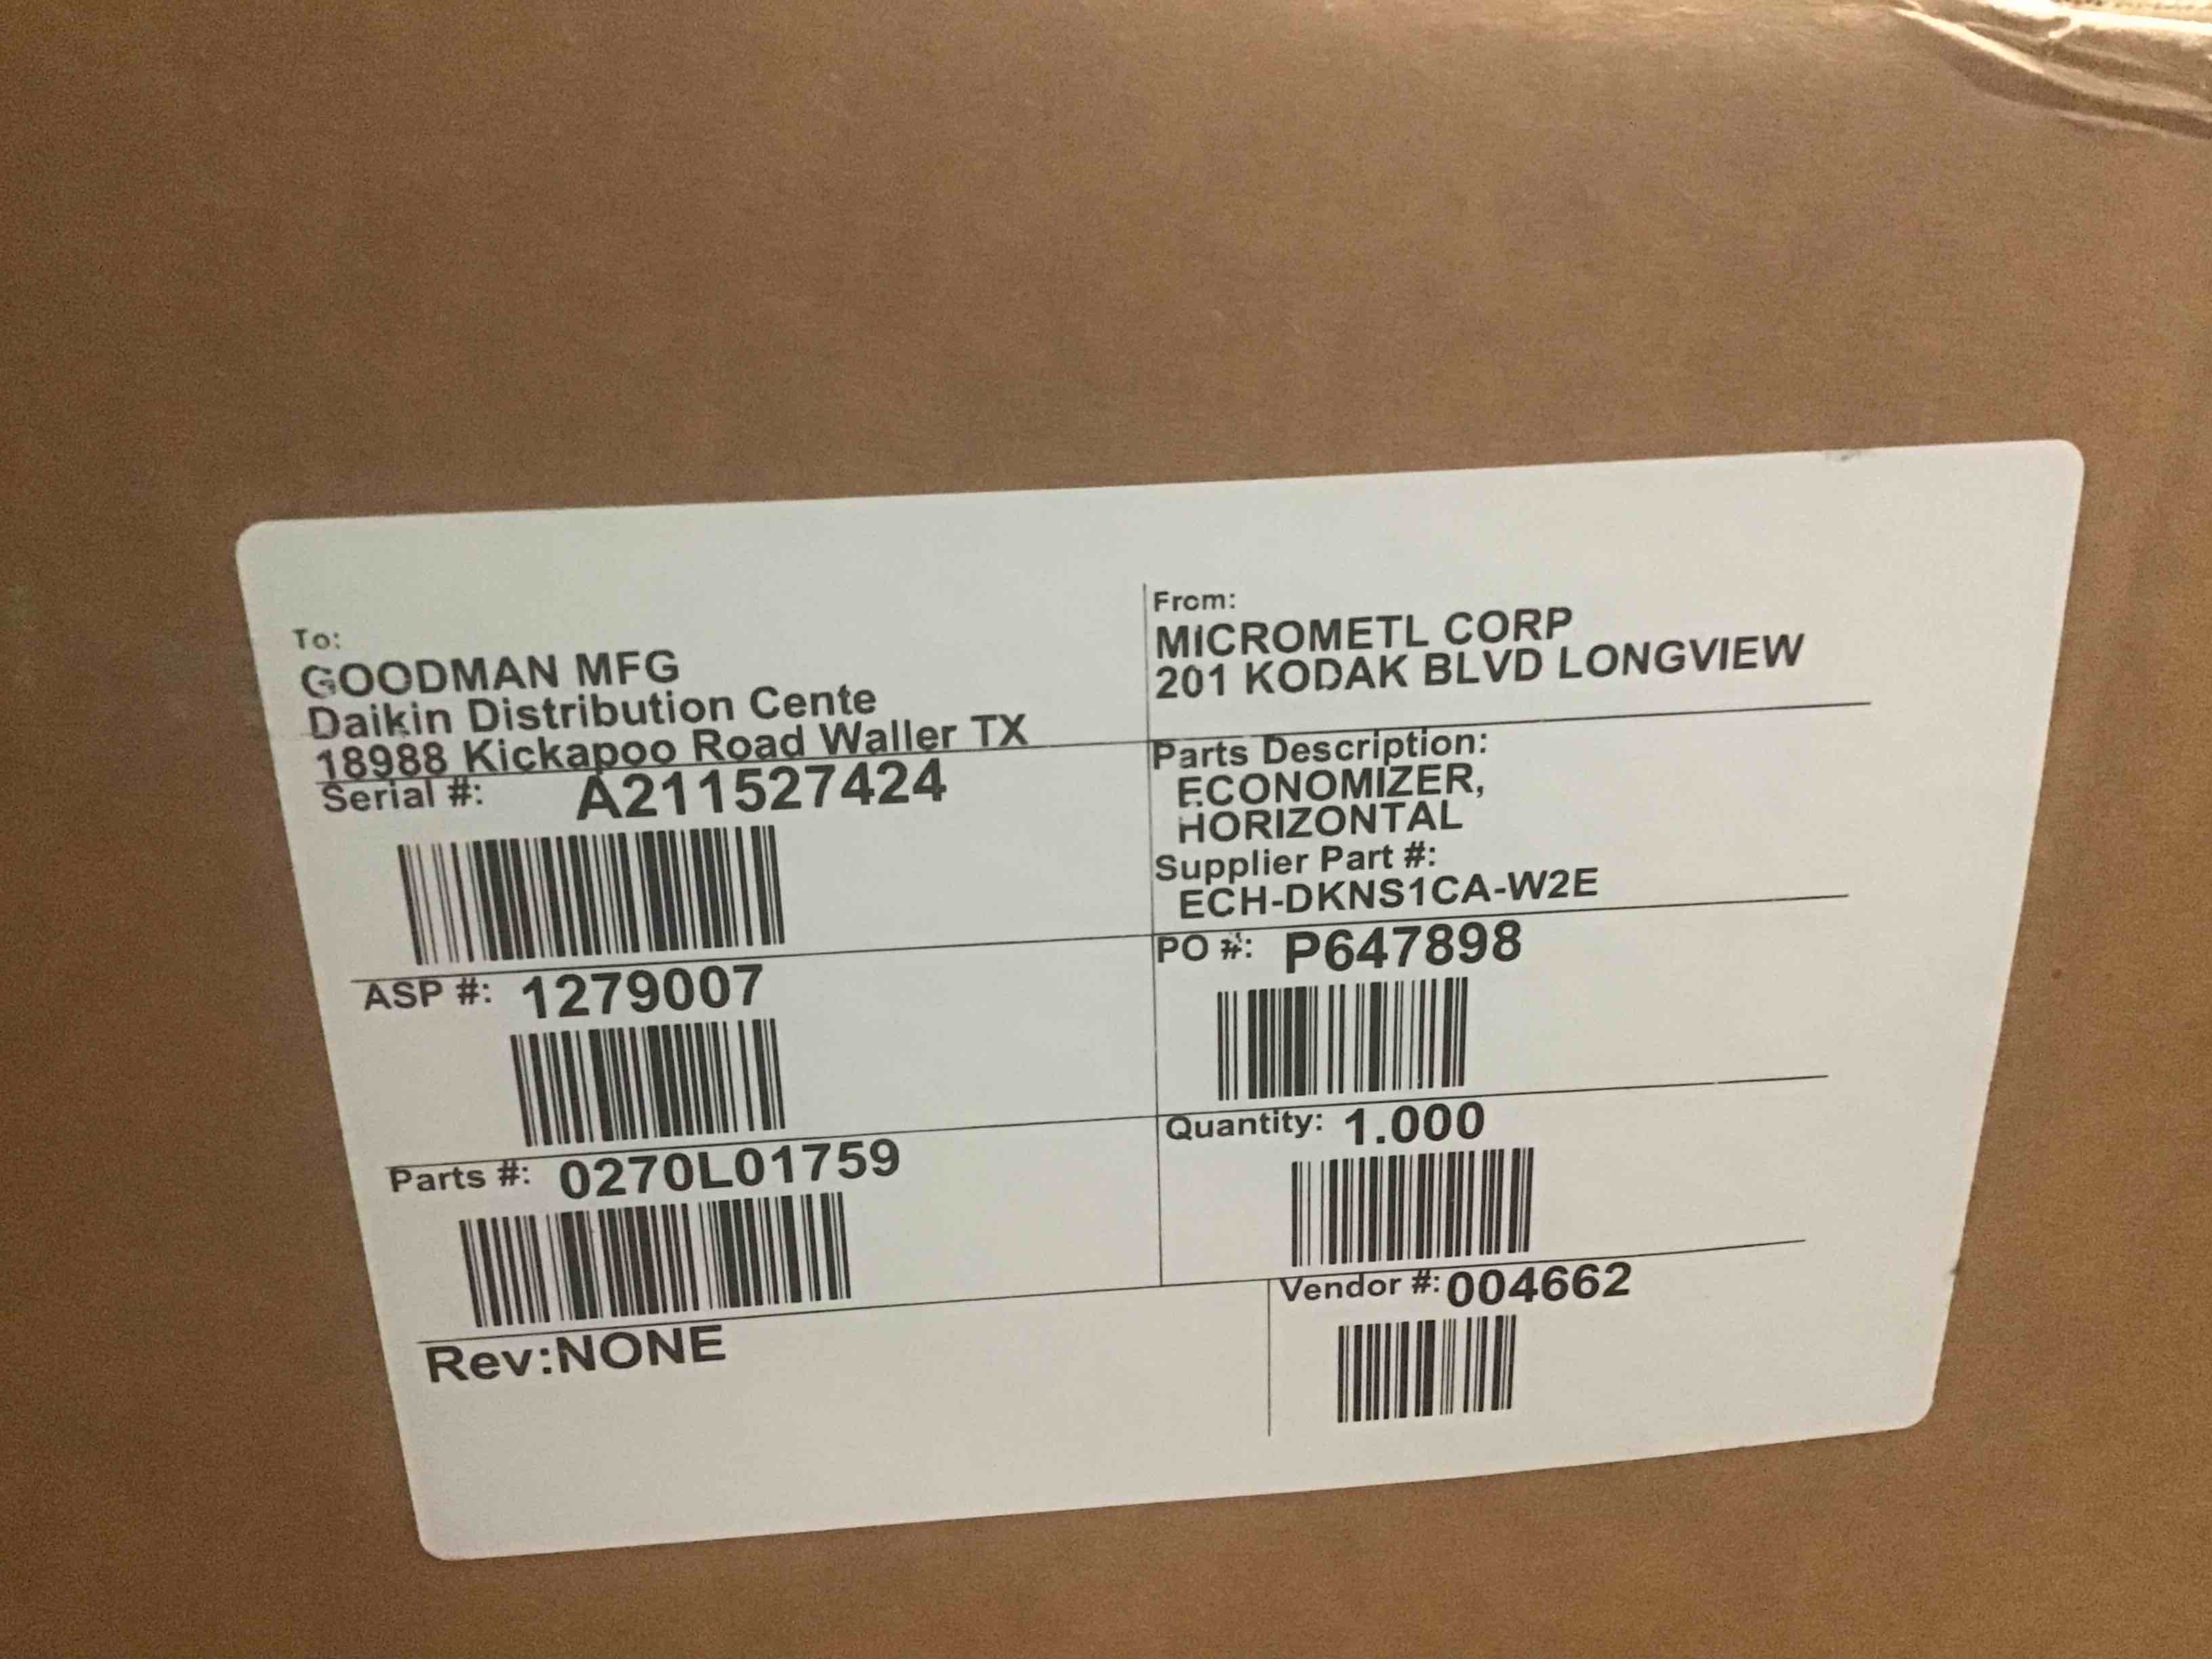 To:
GOODMAN MFG
Daikin Distribution Cente
18988 Kickapoo Road Waller TX
Serial #: A211527424
ASP #: 1279007
Parts #: 0270L01759
Rev:NONE
From:
MICROMETL CORP
201 KODAK BLVD LONGVIEW
Parts Description:
ECONOMIZER,
HORIZONTAL
Supplier Part #:
ECH-DKNS1CA-W2E
PO #: P647898
Quantity: 1.000
Vendor #:004662